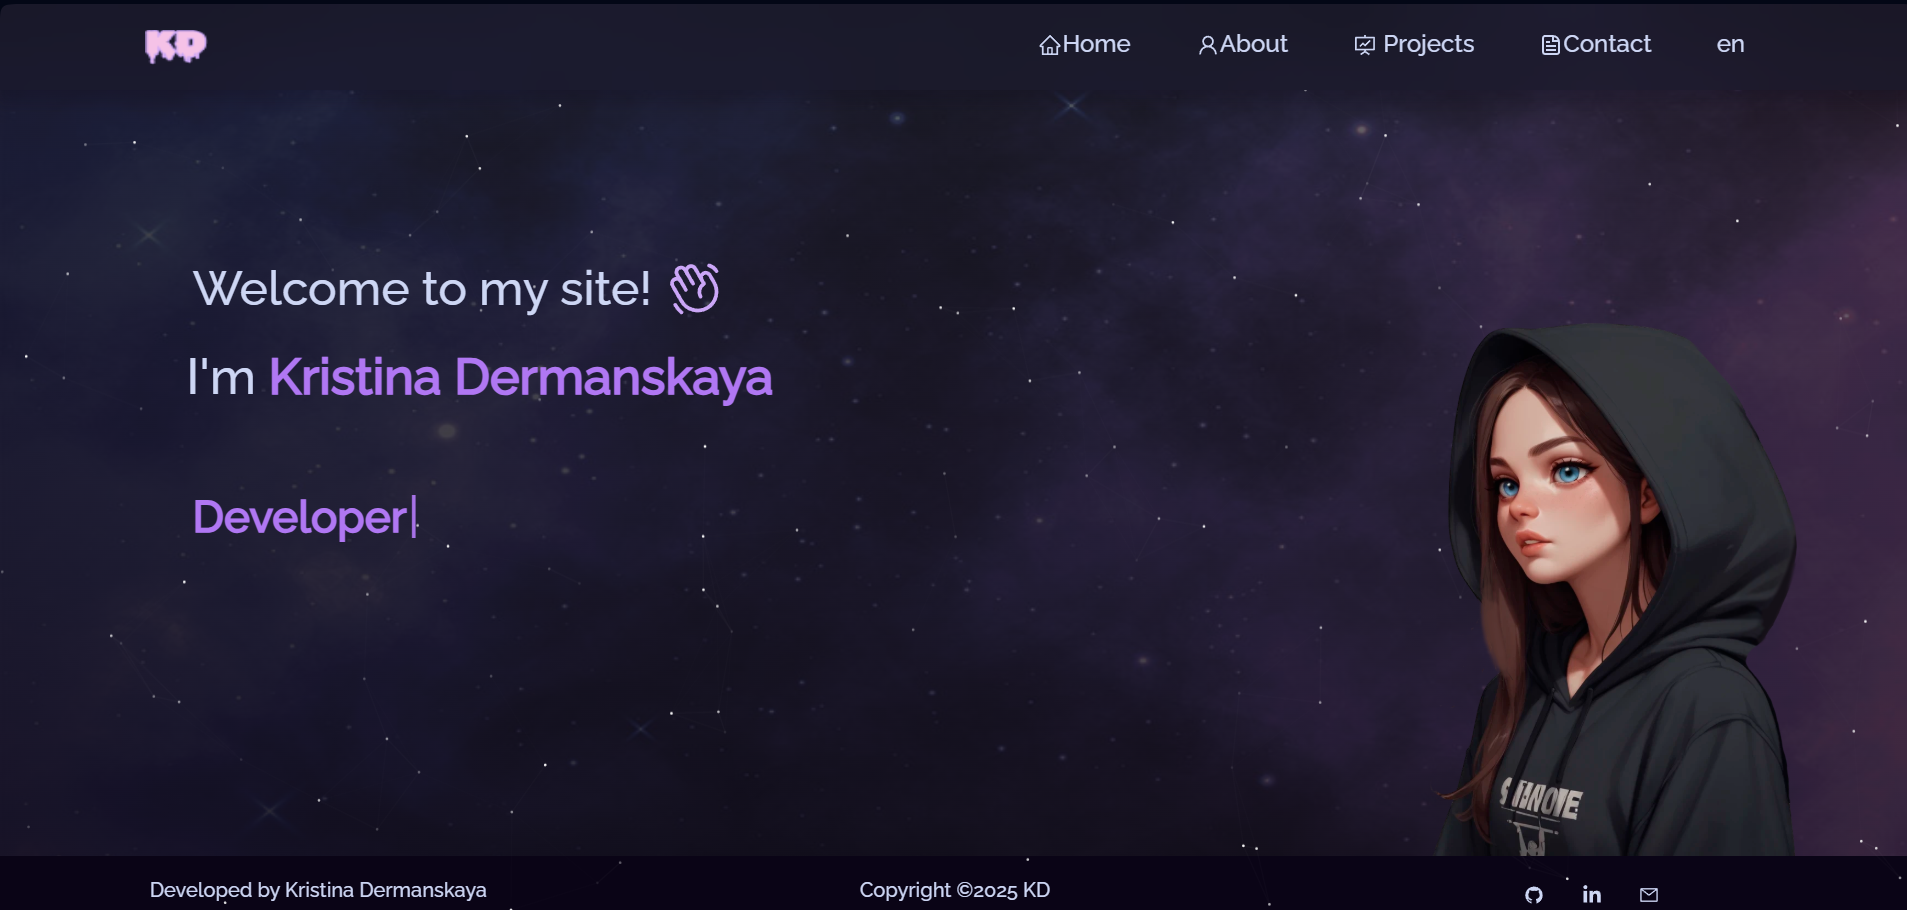 KD
Home About Projects Contact en
Welcome to my site!
I'm Kristina Dermanskaya
Developer
Developed by Kristina Dermanskaya Copyright ©2025 KD